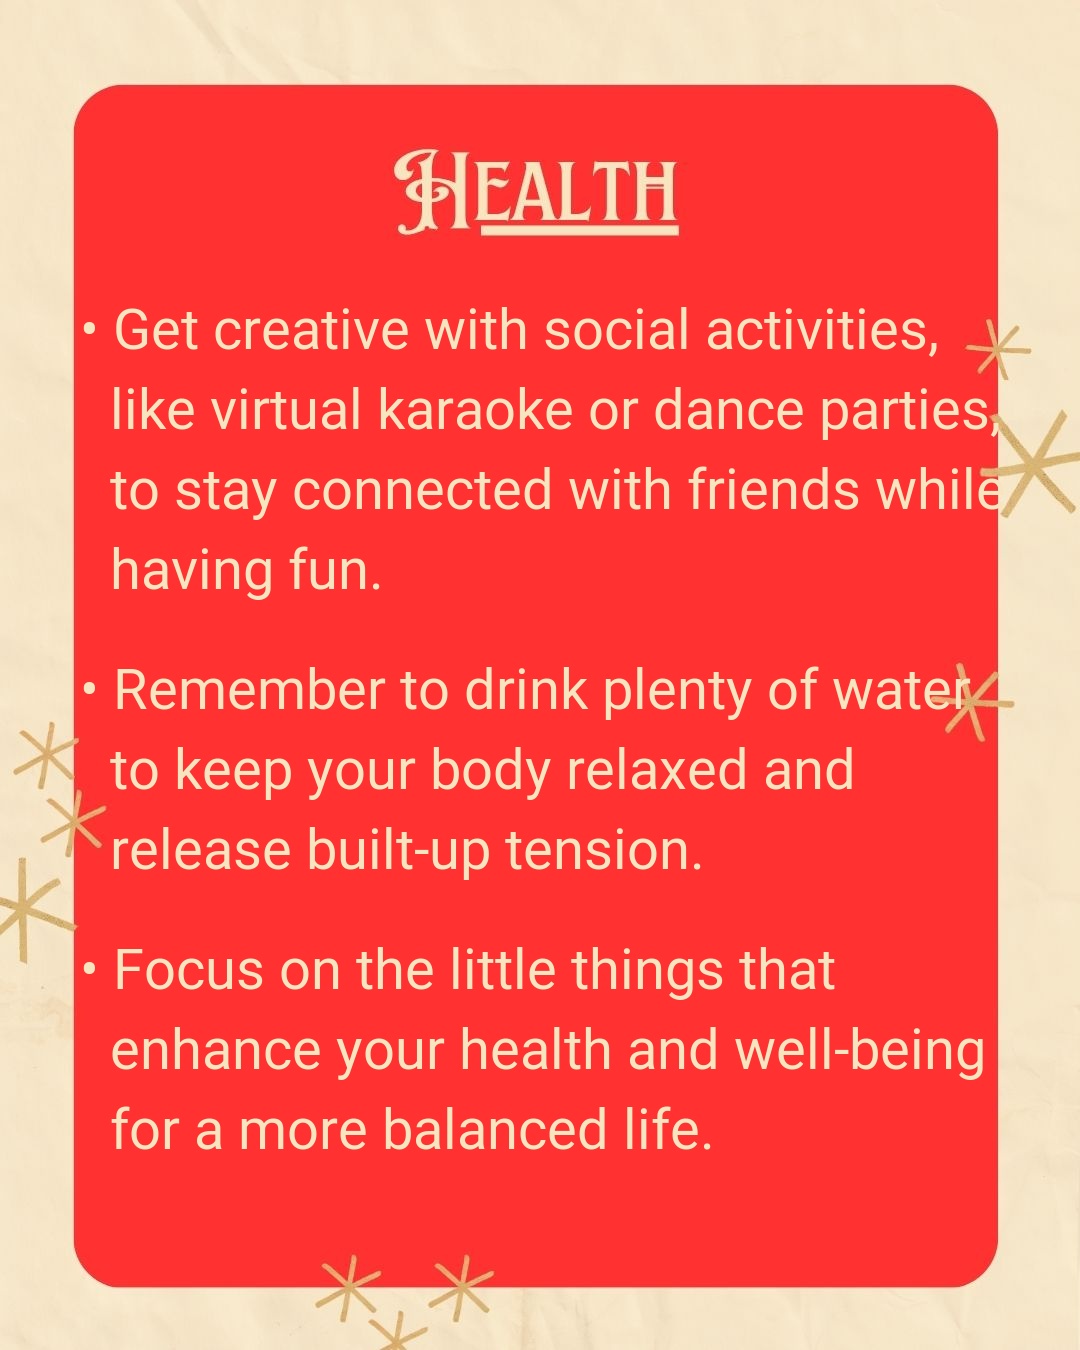 Health
• Get creative with social activities,
like virtual karaoke or dance parties,
to stay connected with friends while
having fun.
• Remember to drink plenty of water
to keep your body relaxed and
release built-up tension.
• Focus on the little things that
enhance your health and well-being
for a more balanced life.